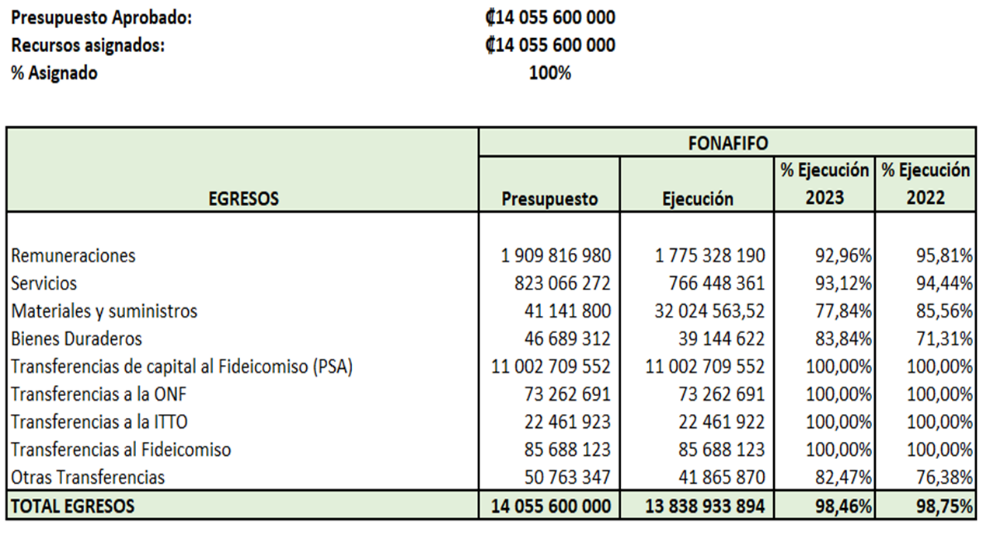 Presupuesto Aprobado: ₡14 055 600 000
Recursos asignados: ₡14 055 600 000
% Asignado 100%
FONAFIFO
EGRESOS Presupuesto Ejecución % Ejecución 2023 % Ejecución 2022
Remuneraciones 1 909 816 980 1 775 328 190 92,96% 95,81%
Servicios 823 066 272 766 448 361 93,12% 94,44%
Materiales y suministros 41 141 800 32 024 563,52 77,84% 85,56%
Bienes Duraderos 46 689 312 39 144 622 83,84% 71,31%
Transferencias de capital al Fideicomiso (PSA) 11 002 709 552 11 002 709 552 100,00% 100,00%
Transferencias a la ONF 73 262 691 73 262 691 100,00% 100,00%
Transferencias a la ITTO 22 461 923 22 461 922 100,00% 100,00%
Transferencias al Fideicomiso 85 688 123 85 688 123 100,00% 100,00%
Otras Transferencias 50 763 347 41 865 870 82,47% 76,38%
TOTAL EGRESOS 14 055 600 000 13 838 933 894 98,46% 98,75%